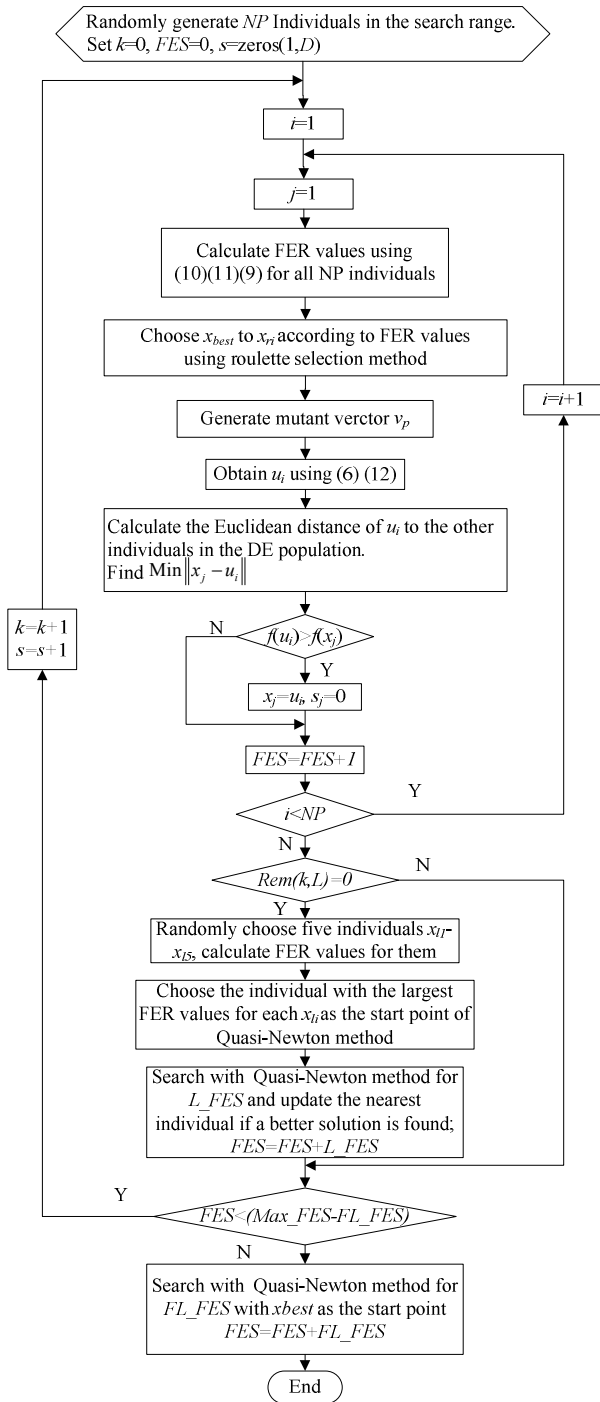 Randomly generate NP Individuals in the search range.
Set k=0, FES=0, s=zeros(1,D)
i=1
j=1
Calculate FER values using
(10)(11)(9) for all NP individuals
Choose xbest to xri according to FER values
using roulette selection method
i=i+1
Generate mutant verctor vp
Obtain ui using (6) (12)
Calculate the Euclidean distance of ui to the other
individuals in the DE population.
Find Min||xj − ui||
k=k+1
s=s+1
N
f(ui)>f(xj)
Y
xj=ui, sj=0
FES=FES+1
Y
i<NP
N
N
Rem(k,L)=0
Y
Randomly choose five individuals xl1-
xl5, calculate FER values for them
Choose the individual with the largest
FER values for each xli as the start point of
Quasi-Newton method
Search with Quasi-Newton method for
L_FES and update the nearest
individual if a better solution is found;
FES=FES+L_FES
Y
FES<(Max_FES-FL_FES)
N
Search with Quasi-Newton method for
FL_FES with xbest as the start point
FES=FES+FL_FES
End